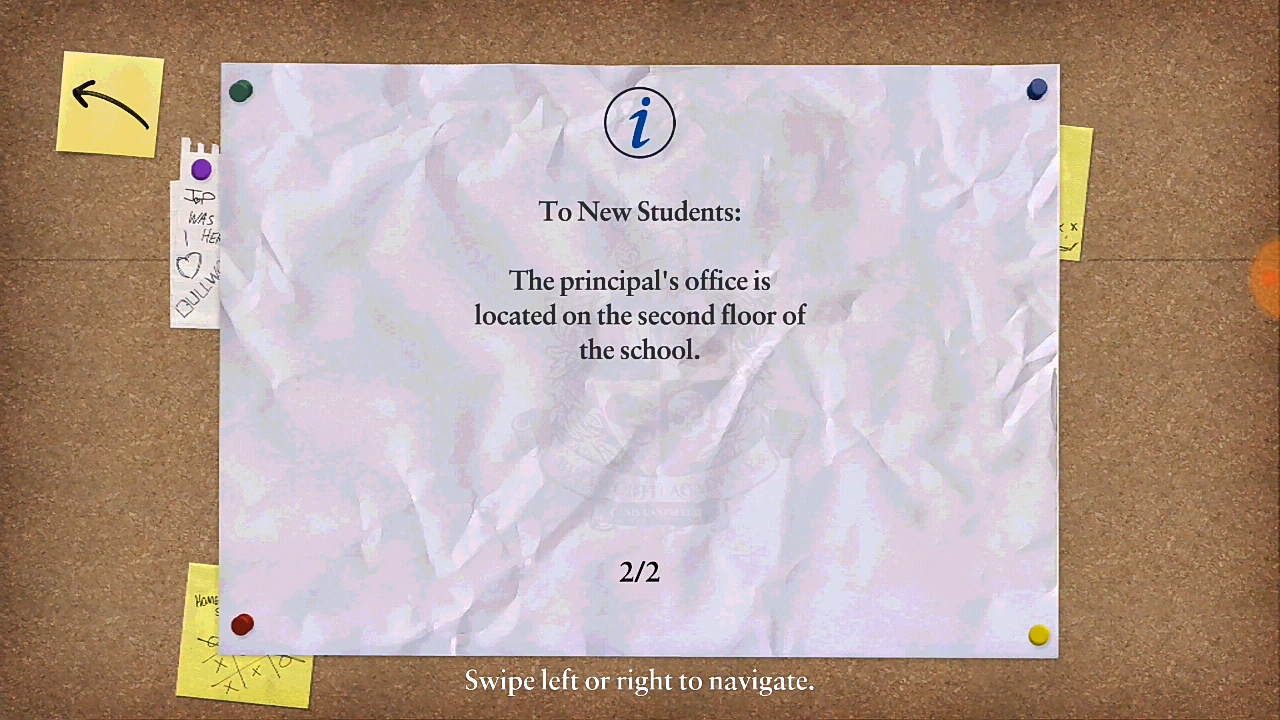 To New Students:
The principal's office is
located on the second floor of
the school.
2/2
Swipe left or right to navigate.
WAS
I